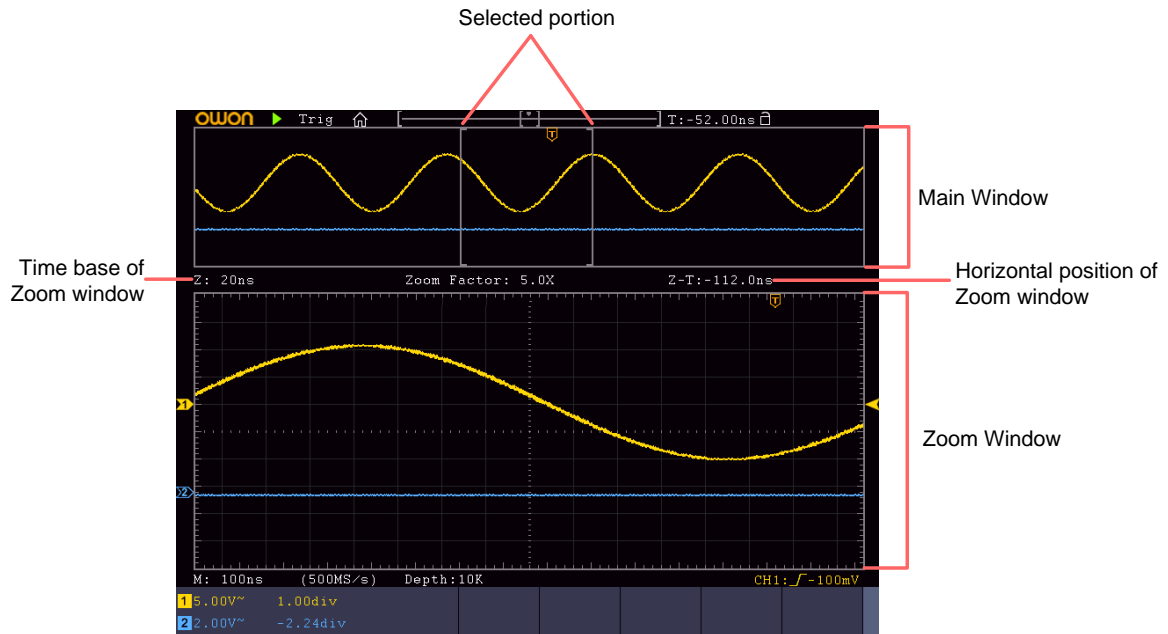 Selected portion
owon Trig T:-52.00ns
T
Main Window
Time base of
Zoom window
Z: 20ns Zoom Factor: 5.0X Z-T:-112.0ns
Horizontal position of
Zoom window
T
1
Zoom Window
2
M: 100ns (500MS/s) Depth:10K CH1: -100mV
1 5.00V~ 1.00div
2 2.00V~ -2.24div